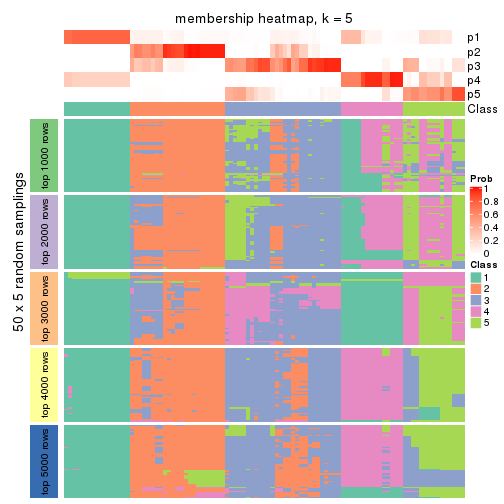 membership heatmap, k = 5
p1
p2
p3
p4
p5
Class
50 x 5 random samplings
top 1000 rows
top 2000 rows
top 3000 rows
top 4000 rows
top 5000 rows
Prob
1
0.8
0.6
0.4
0.2
0
Class
1
2
3
4
5